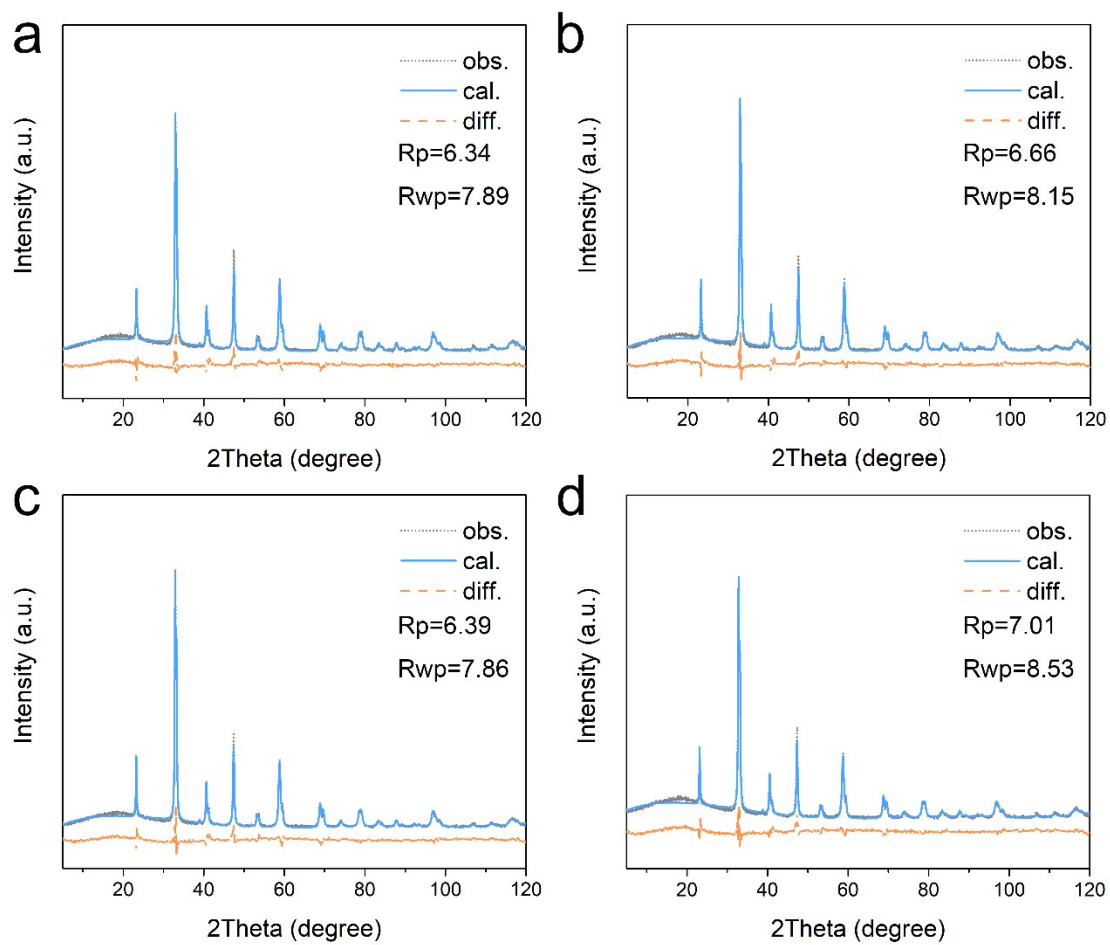 a
Intensity (a.u.)
obs.
cal.
diff.
Rp=6.34
Rwp=7.89
20 40 60 80 100 120
2Theta (degree)
b
Intensity (a.u.)
obs.
cal.
diff.
Rp=6.66
Rwp=8.15
20 40 60 80 100 120
2Theta (degree)
c
Intensity (a.u.)
obs.
cal.
diff.
Rp=6.39
Rwp=7.86
20 40 60 80 100 120
2Theta (degree)
d
Intensity (a.u.)
obs.
cal.
diff.
Rp=7.01
Rwp=8.53
20 40 60 80 100 120
2Theta (degree)